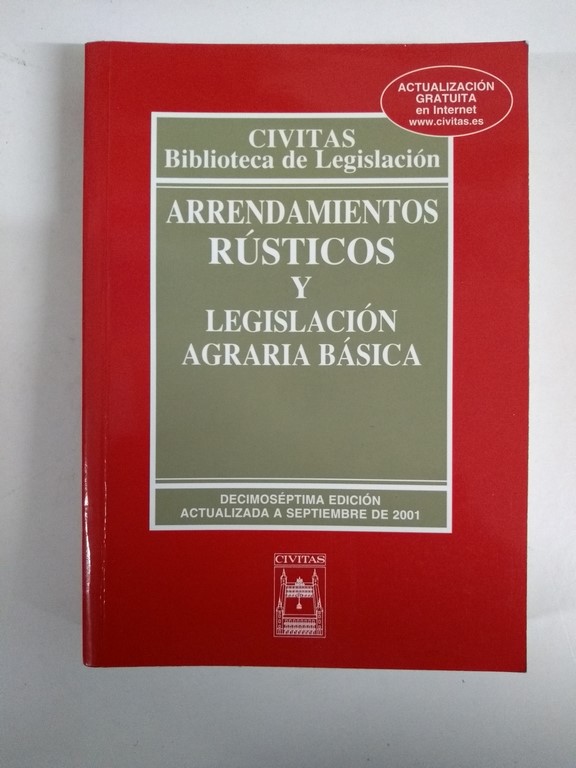 ACTUALIZACIÓN
GRATUITA
en Internet
www.civitas.es
CIVITAS
Biblioteca de Legislación
ARRENDAMIENTOS
RÚSTICOS
Y
LEGISLACIÓN
AGRARIA BÁSICA
DECIMOSÉPTIMA EDICIÓN
ACTUALIZADA A SEPTIEMBRE DE 2001
CIVITAS